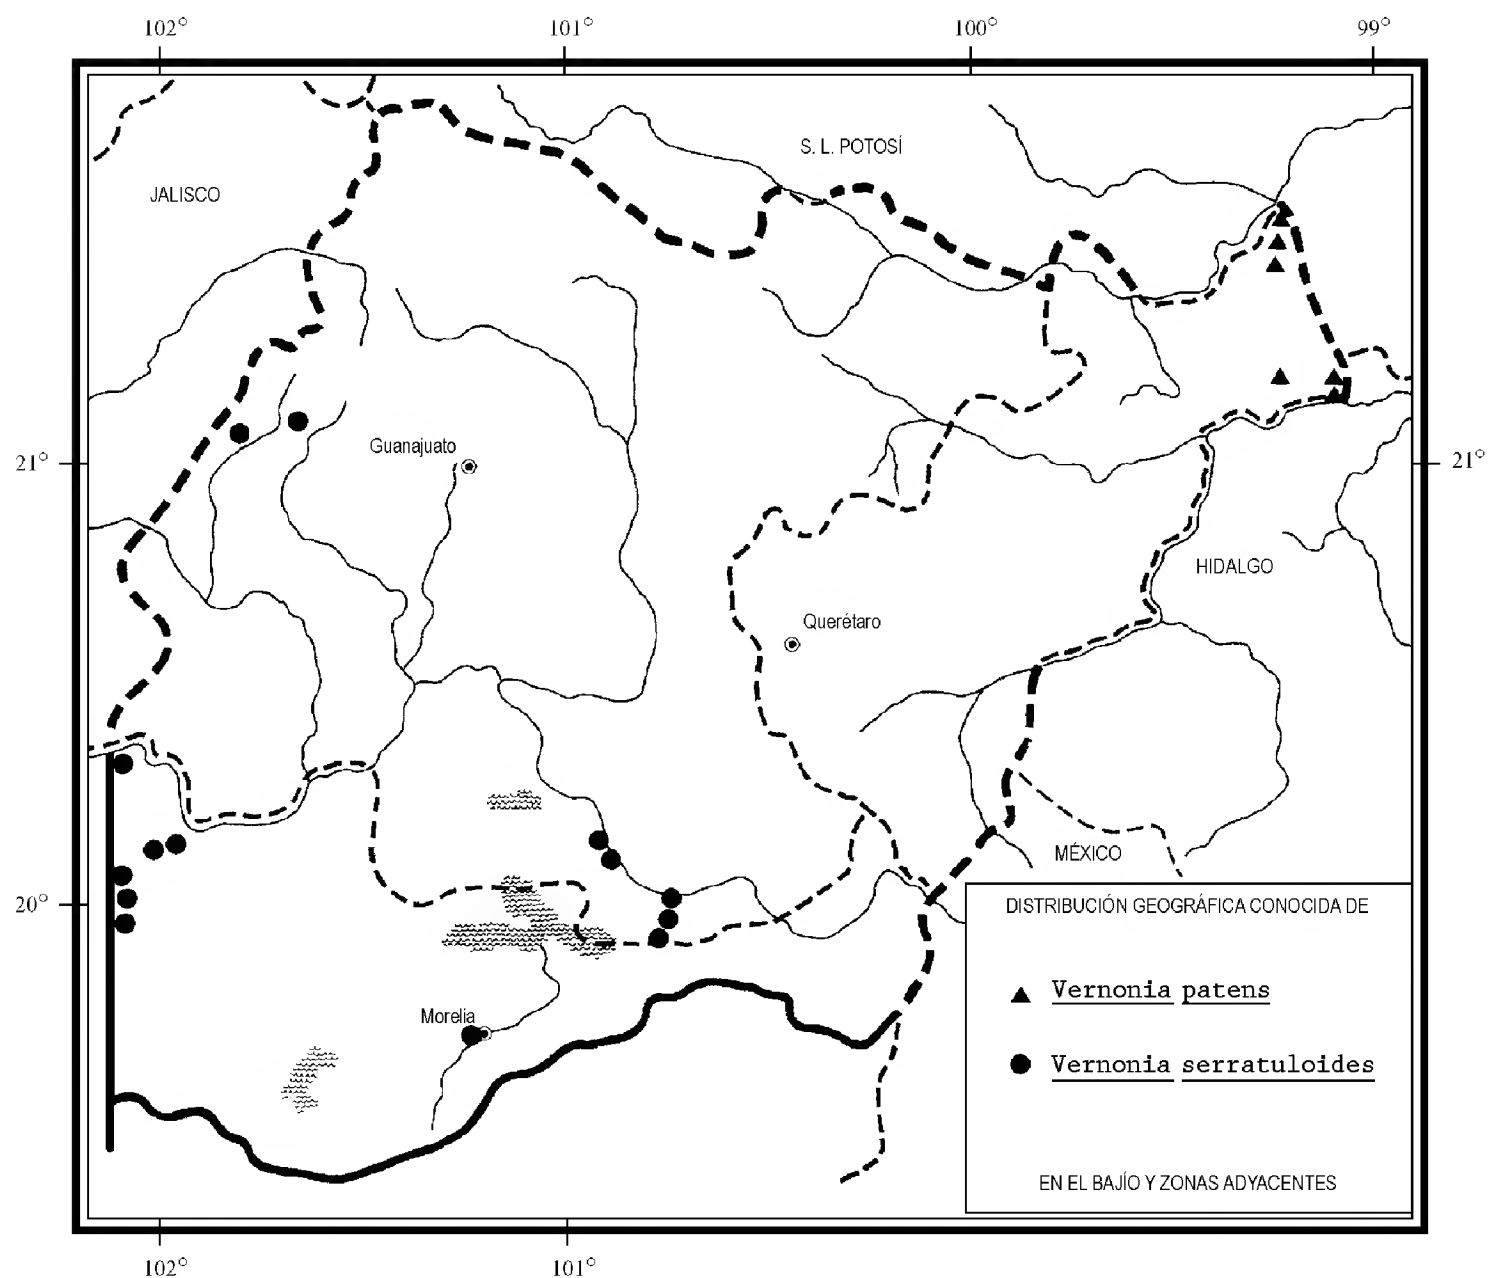 102° 101° 100° 99°
S. L. POTOSÍ
JALISCO
Guanajuato
21° 21°
HIDALGO
Querétaro
MÉXICO
20°
DISTRIBUCIÓN GEOGRÁFICA CONOCIDA DE
Vernonia patens
Morelia
Vernonia serratuloides
EN EL BAJÍO Y ZONAS ADYACENTES
102° 101°